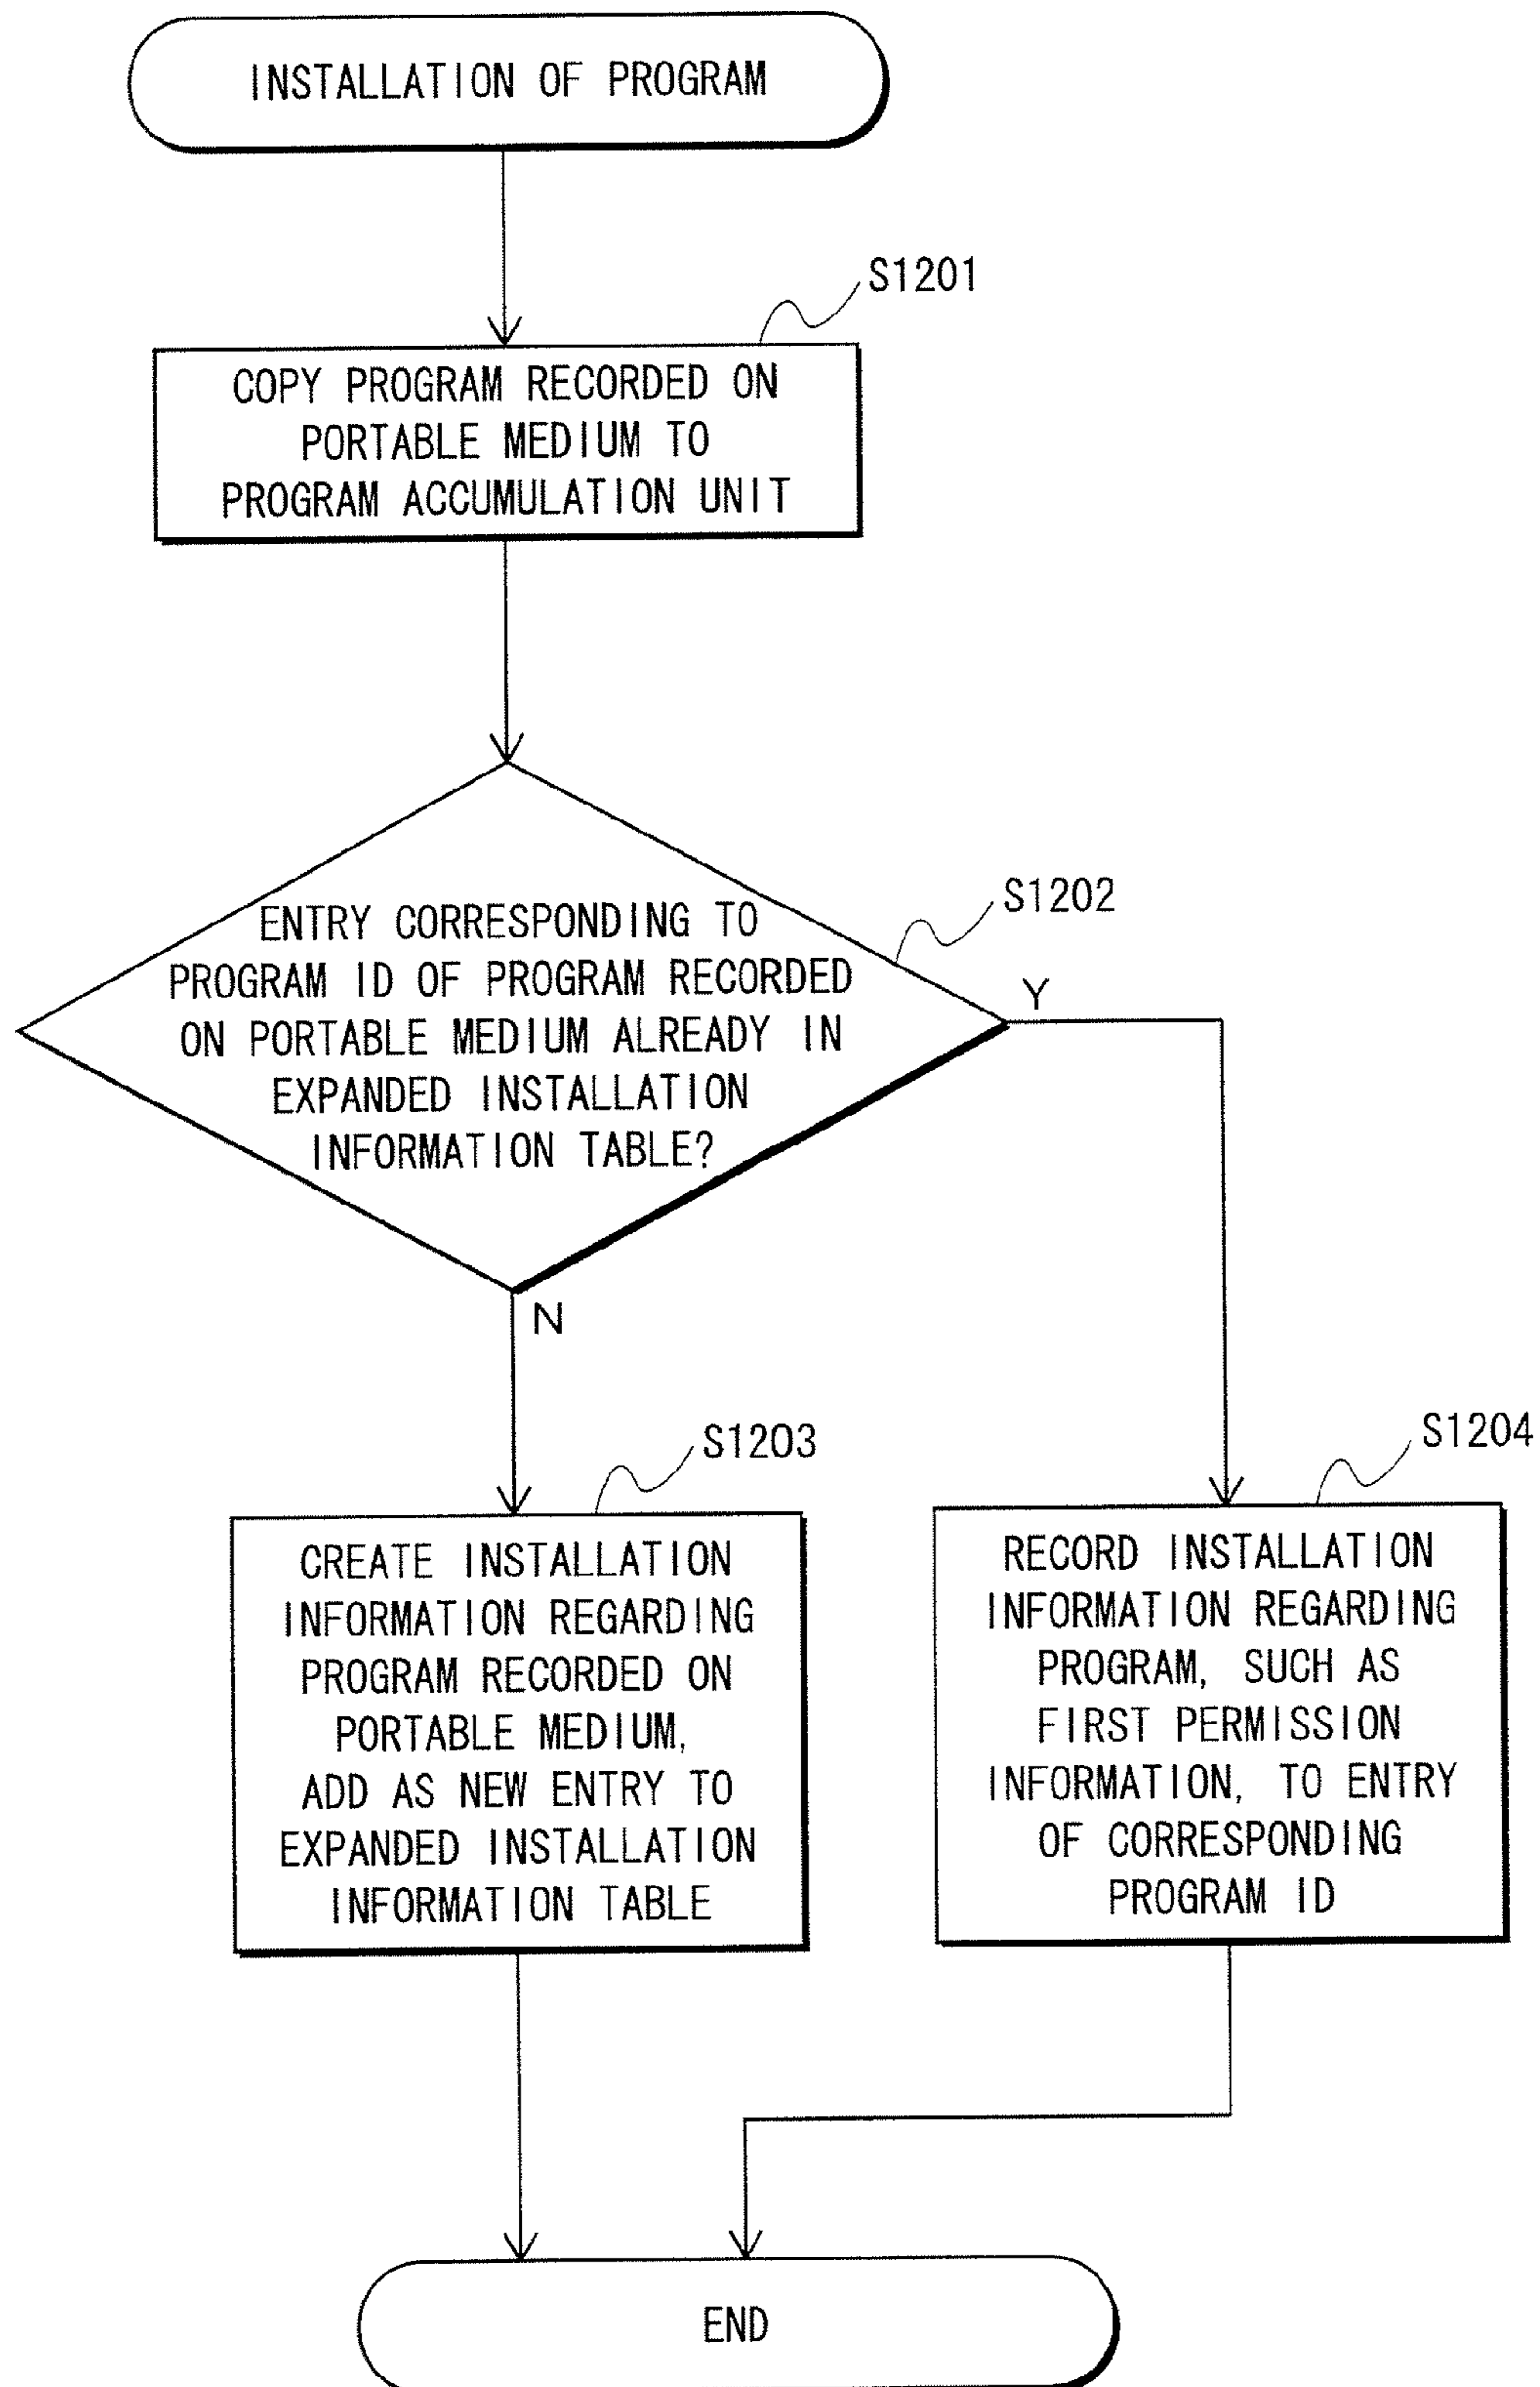 INSTALLATION OF PROGRAM
S1201
COPY PROGRAM RECORDED ON
PORTABLE MEDIUM TO
PROGRAM ACCUMULATION UNIT
S1202
ENTRY CORRESPONDING TO
PROGRAM ID OF PROGRAM RECORDED
ON PORTABLE MEDIUM ALREADY IN
EXPANDED INSTALLATION
INFORMATION TABLE?
Y
N
S1203
CREATE INSTALLATION
INFORMATION REGARDING
PROGRAM RECORDED ON
PORTABLE MEDIUM,
ADD AS NEW ENTRY TO
EXPANDED INSTALLATION
INFORMATION TABLE
S1204
RECORD INSTALLATION
INFORMATION REGARDING
PROGRAM, SUCH AS
FIRST PERMISSION
INFORMATION, TO ENTRY
OF CORRESPONDING
PROGRAM ID
END